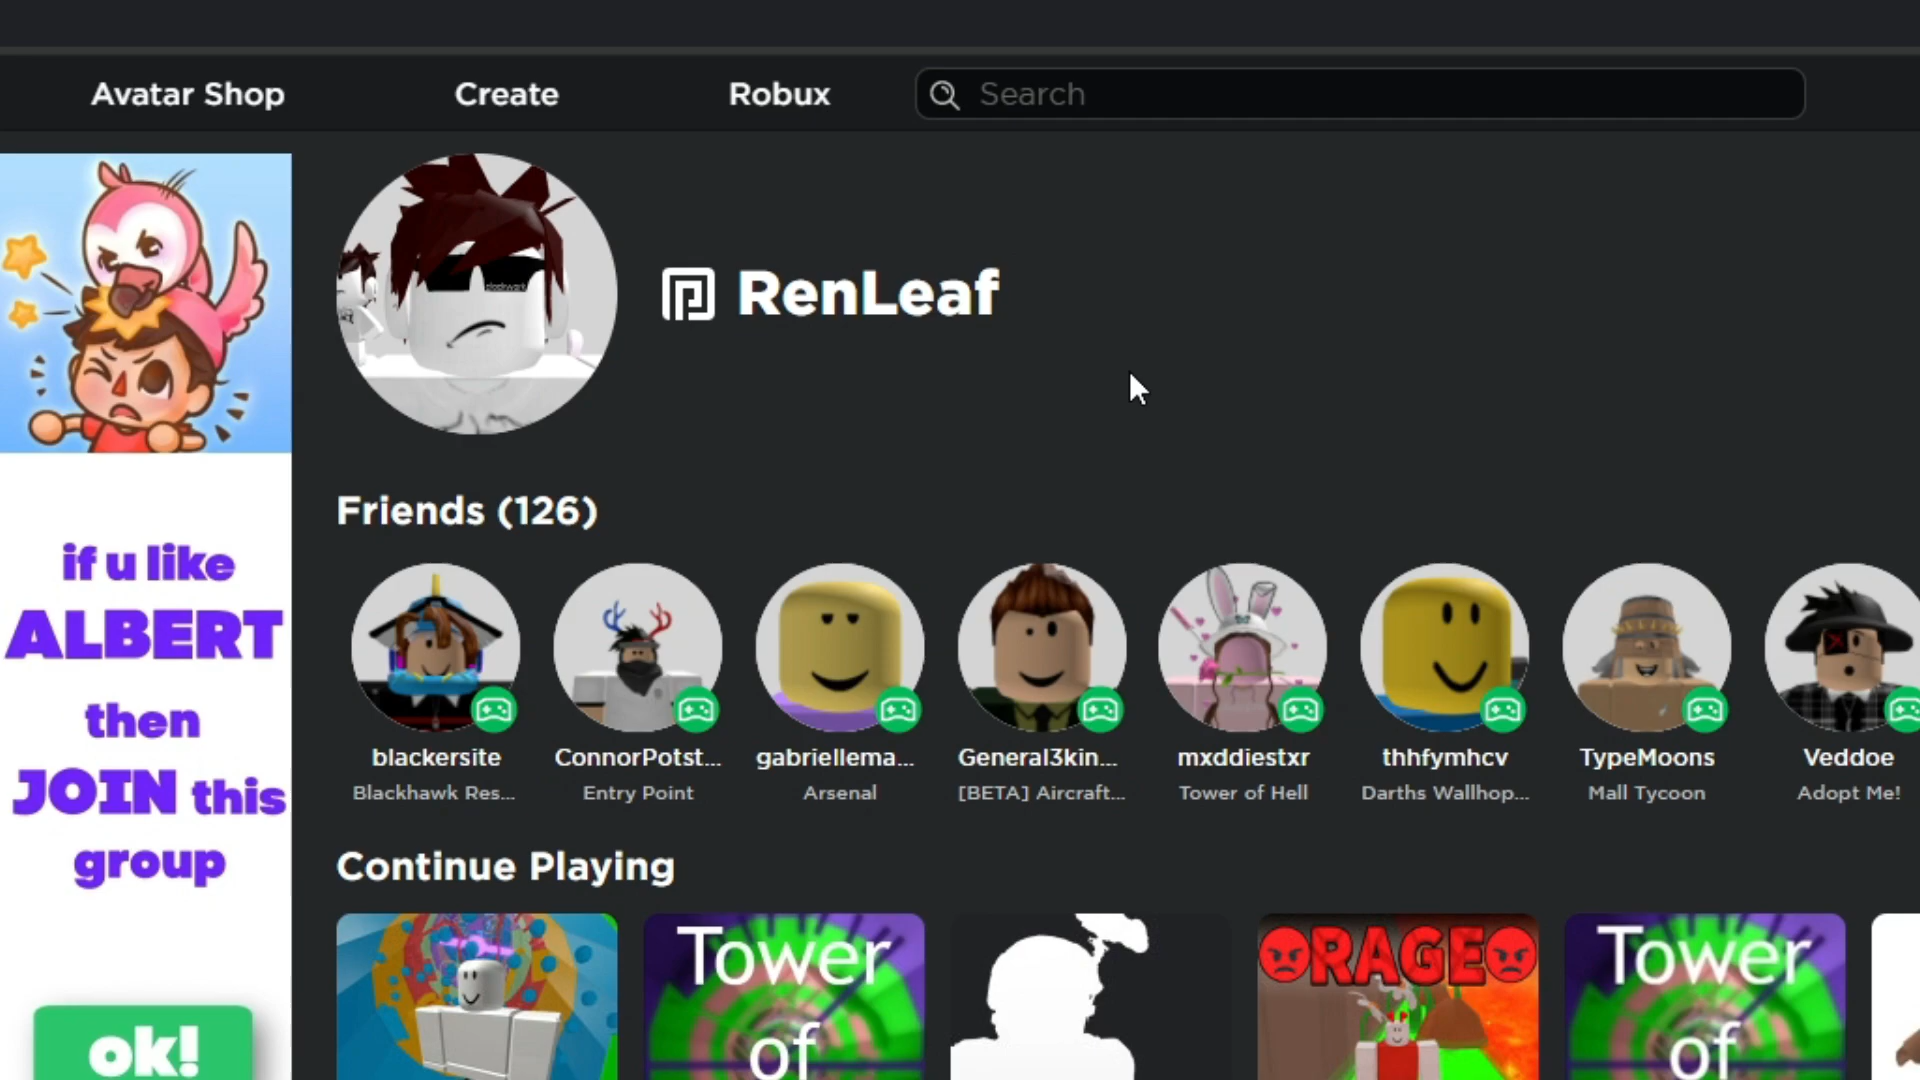 Avatar Shop
Create
Robux
Search
RenLeaf
Friends (126)
blackersite
Blackhawk Res...
ConnorPotst...
Entry Point
gabriellema...
Arsenal
General3kin...
[BETA] Aircraft...
mxddiestxr
Tower of Hell
thhfymhcv
Darths Wallhop...
TypeMoons
Mall Tycoon
Veddoe
Adopt Me!
Continue Playing
Tower
of
RAGE
Tower
of
if u like
ALBERT
then
JOIN this
group
ok!